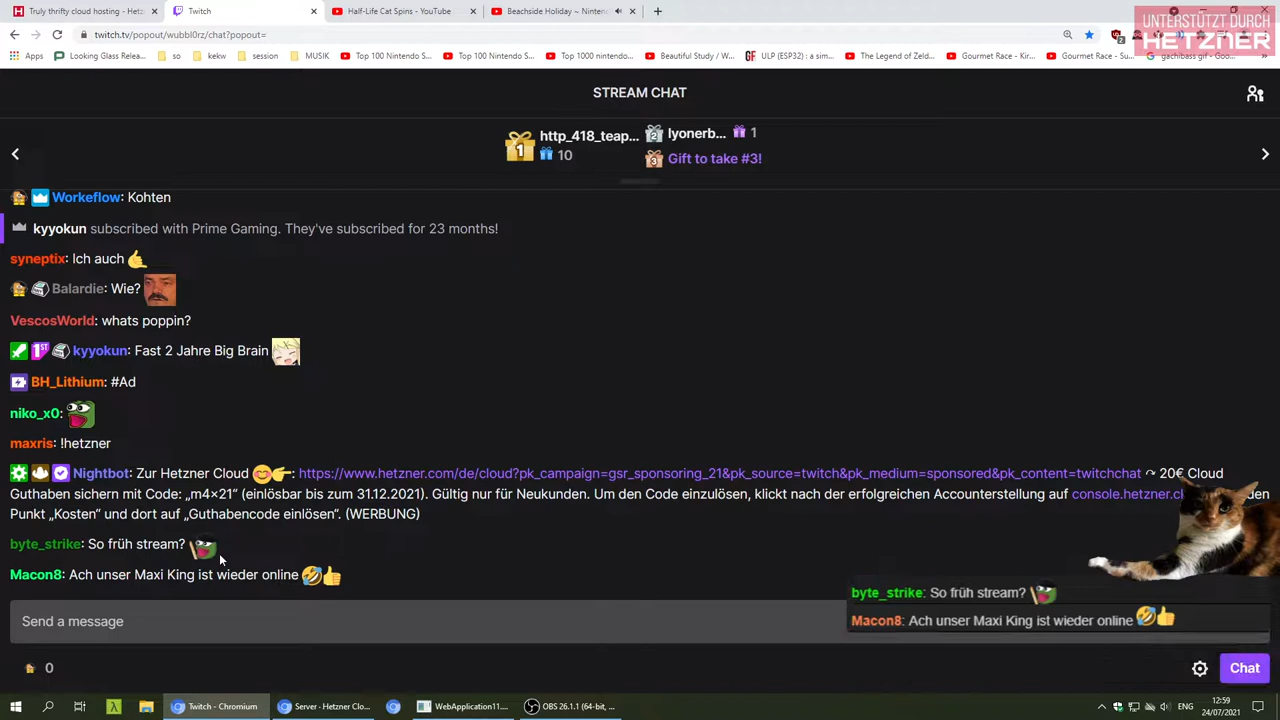 Truly thrifty cloud hosting - Hetz
Twitch
Half-Life Cat Spins - YouTube
Beachside Holiday ~ Ninten
UNTERSTÜTZT DURCH
HETZNER
twitch.tv/popout/wubbl0rz/chat?popout=
Apps
Looking Glass Relea...
so
kekw
session
MUSIK
Top 100 Nintendo S...
Top 100 Nintendo S...
Top 1000 nintendo...
Beautiful Study / W...
ULP (ESP32) : a sim...
The Legend of Zeld...
Gourmet Race - Kir...
Gourmet Race - Su...
gachibass gif - Goo...
STREAM CHAT
http_418_teap...
10
lyonerb...
1
Gift to take #3!
Workeflow: Kohten
kyyokun subscribed with Prime Gaming. They've subscribed for 23 months!
syneptix: Ich auch
Balardie: Wie?
VescosWorld: whats poppin?
kyyokun: Fast 2 Jahre Big Brain
BH_Lithium: #Ad
niko_x0:
maxris: !hetzner
Nightbot: Zur Hetzner Cloud 😊👉: https://www.hetzner.com/de/cloud?pk_campaign=gsr_sponsoring_21&pk_source=twitch&pk_medium=sponsored&pk_content=twitchchat ↷ 20€ Cloud
Guthaben sichern mit Code: „m4×21" (einlösbar bis zum 31.12.2021). Gültig nur für Neukunden. Um den Code einzulösen, klickt nach der erfolgreichen Accounterstellung auf console.hetzner.cl den
Punkt „Kosten" und dort auf „Guthabencode einlösen". (WERBUNG)
byte_strike: So früh stream?
Macon8: Ach unser Maxi King ist wieder online 🤣👍
byte_strike: So früh stream?
Macon8: Ach unser Maxi King ist wieder online 🤣👍
Send a message
0
Chat
Twitch - Chromium
Server · Hetzner Clo...
WebApplication11...
OBS 26.1.1 (64-bit, ...
ENG
12:59
24/07/2021